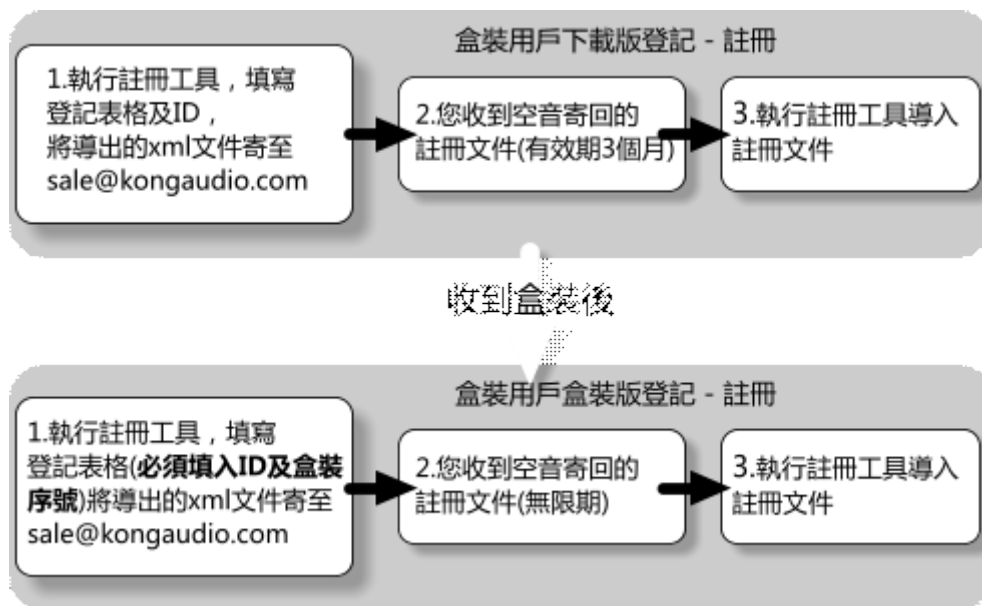 盒裝用戶下載版登記 - 註冊
1.執行註冊工具，填寫
登記表格及ID，
將導出的xml文件寄至
sale@kongaudio.com
2.您收到空音寄回的
註冊文件(有效期3個月)
3.執行註冊工具導入
註冊文件
收到盒裝後
盒裝用戶盒裝版登記 - 註冊
1.執行註冊工具，填寫
登記表格(必須填入ID及盒裝
序號)將導出的xml文件寄至
sale@kongaudio.com
2.您收到空音寄回的
註冊文件(無限期)
3.執行註冊工具導入
註冊文件